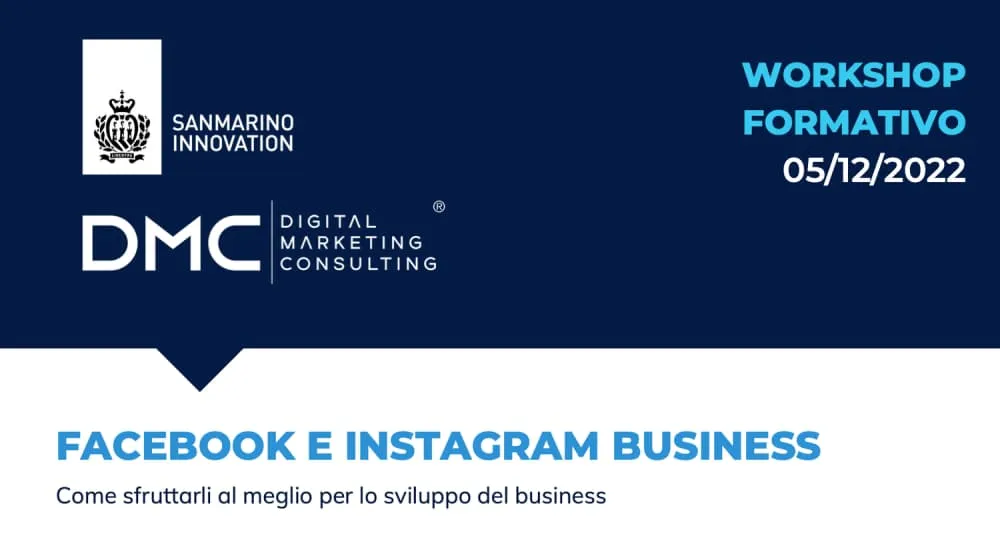 SANMARINO
INNOVATION
LIBERTAS
DMC
DIGITAL
MARKETING
CONSULTING
®
WORKSHOP
FORMATIVO
05/12/2022
FACEBOOK E INSTAGRAM BUSINESS
Come sfruttarli al meglio per lo sviluppo del business